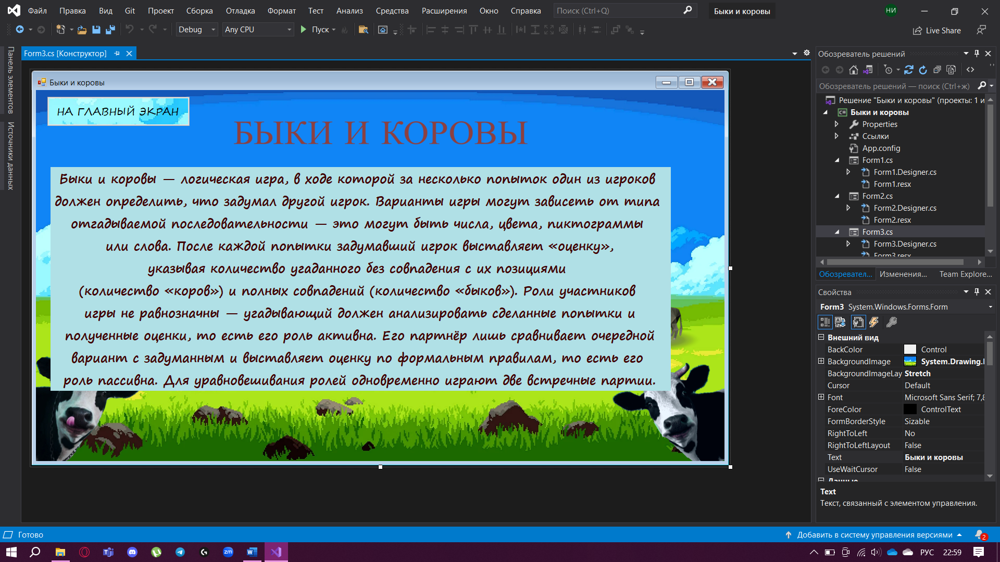 Файл Правка Вид Git Проект Сборка Отладка Формат Тест Анализ Средства Расширения Окно Справка Поиск (Ctrl+Q) Быки и коровы НИ
Debug Any CPU Пуск Live Share
Панель элементов
Источники данных
Form3.cs [Конструктор]
Быки и коровы
НА ГЛАВНЫЙ ЭКРАН
БЫКИ И КОРОВЫ
Быки и коровы — логическая игра, в ходе которой за несколько попыток один из игроков
должен определить, что задумал другой игрок. Варианты игры могут зависеть от типа
отгадываемой последовательности — это могут быть числа, цвета, пиктограммы
или слова. После каждой попытки задумавший игрок выставляет «оценку»,
указывая количество угаданного без совпадения с их позициями
(количество «коров») и полных совпадений (количество «быков»). Роли участников
игры не равнозначны — угадывающий должен анализировать сделанные попытки и
полученные оценки, то есть его роль активна. Его партнёр лишь сравнивает очередной
вариант с задуманным и выставляет оценку по формальным правилам, то есть его
роль пассивна. Для уравновешивания ролей одновременно играют две встречные партии.
Обозреватель решений
Обозреватель решений — поиск (Ctrl+ж)
Решение "Быки и коровы" (проекты: 1 и
C# Быки и коровы
Properties
Ссылки
App.config
Form1.cs
Form1.Designer.cs
Form1.resx
Form2.cs
Form2.Designer.cs
Form2.resx
Form3.cs
Form3.Designer.cs
Form3.resx
Обозревател... Изменения... Team Explore...
Свойства
Form3 System.Windows.Forms.Form
Внешний вид
BackColor Control
BackgroundImage System.Drawing.
BackgroundImageLay Stretch
Cursor Default
Font Microsoft Sans Serif; 7,8
ForeColor ControlText
FormBorderStyle Sizable
RightToLeft No
RightToLeftLayout False
Text Быки и коровы
UseWaitCursor False
Данные
Text
Текст, связанный с элементом управления.
Готово Добавить в систему управления версиями 2
zm РУС 22:59